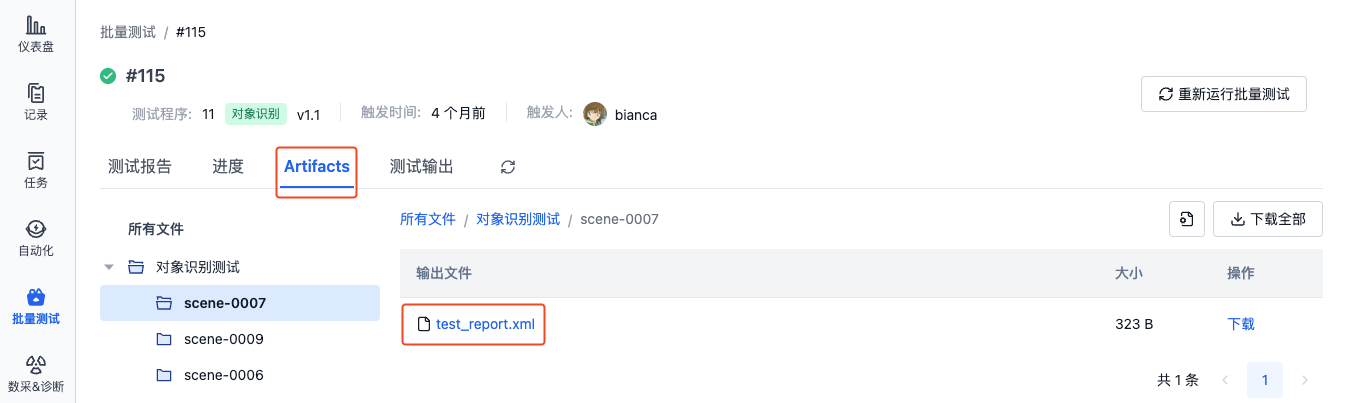 仪表盘
记录
任务
自动化
批量测试
数采&诊断
批量测试 / #115
#115
测试程序: 11 对象识别 v1.1 触发时间: 4 个月前 触发人: bianca
重新运行批量测试
测试报告 进度 Artifacts 测试输出
所有文件
对象识别测试
scene-0007
scene-0009
scene-0006
所有文件 / 对象识别测试 / scene-0007
下载全部
输出文件 大小 操作
test_report.xml 323 B 下载
共 1 条 1